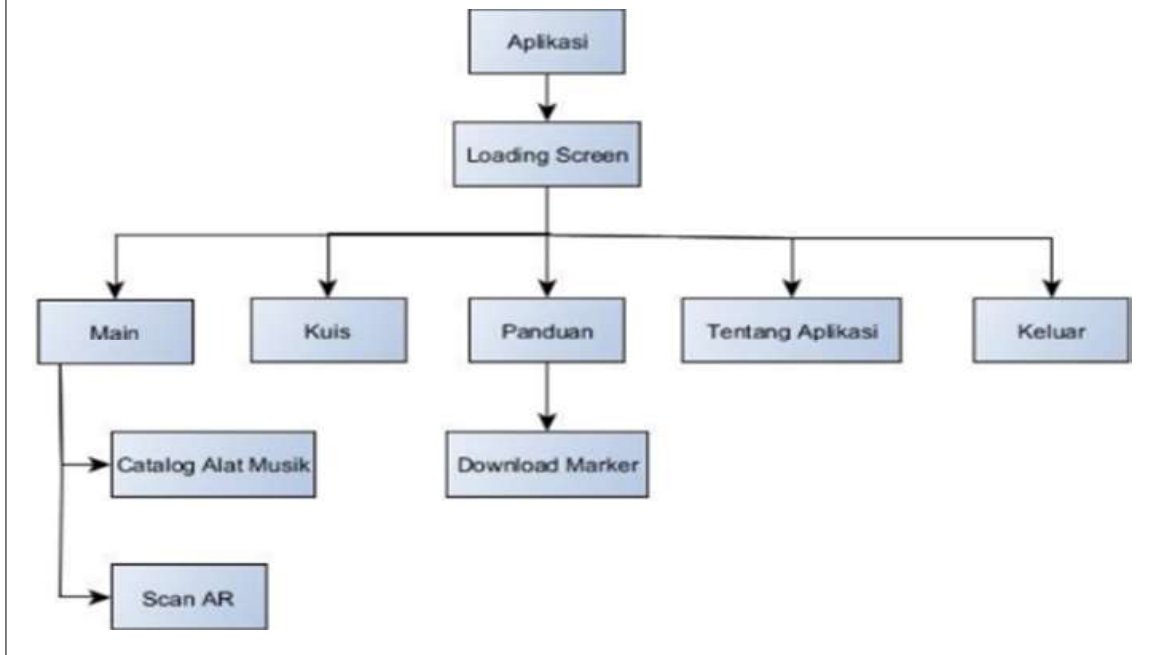 Aplikasi
Loading Screen
Main
Kuis
Panduan
Tentang Aplikasi
Keluar
Catalog Alat Musik
Download Marker
Scan AR